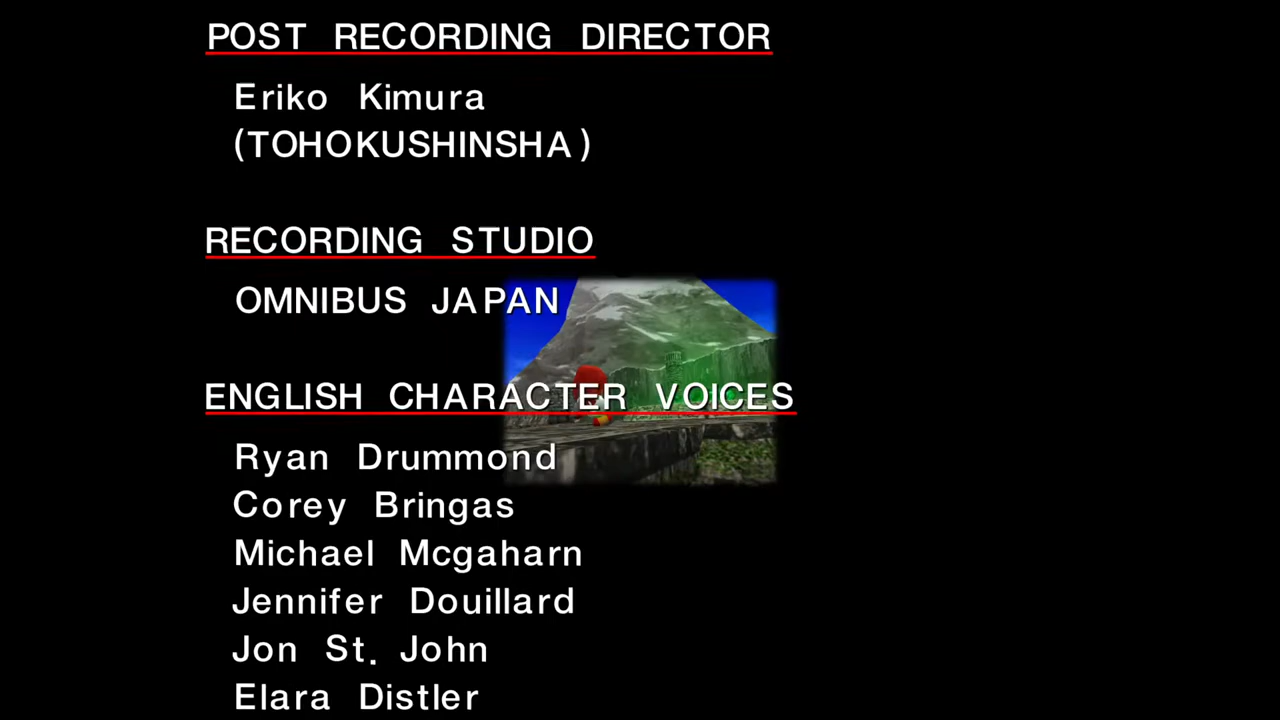 POST RECORDING DIRECTOR
Eriko Kimura
(TOHOKUSHINSHA)
RECORDING STUDIO
OMNIBUS JAPAN
ENGLISH CHARACTER VOICES
Ryan Drummond
Corey Bringas
Michael Mcgaharn
Jennifer Douillard
Jon St. John
Elara Distler